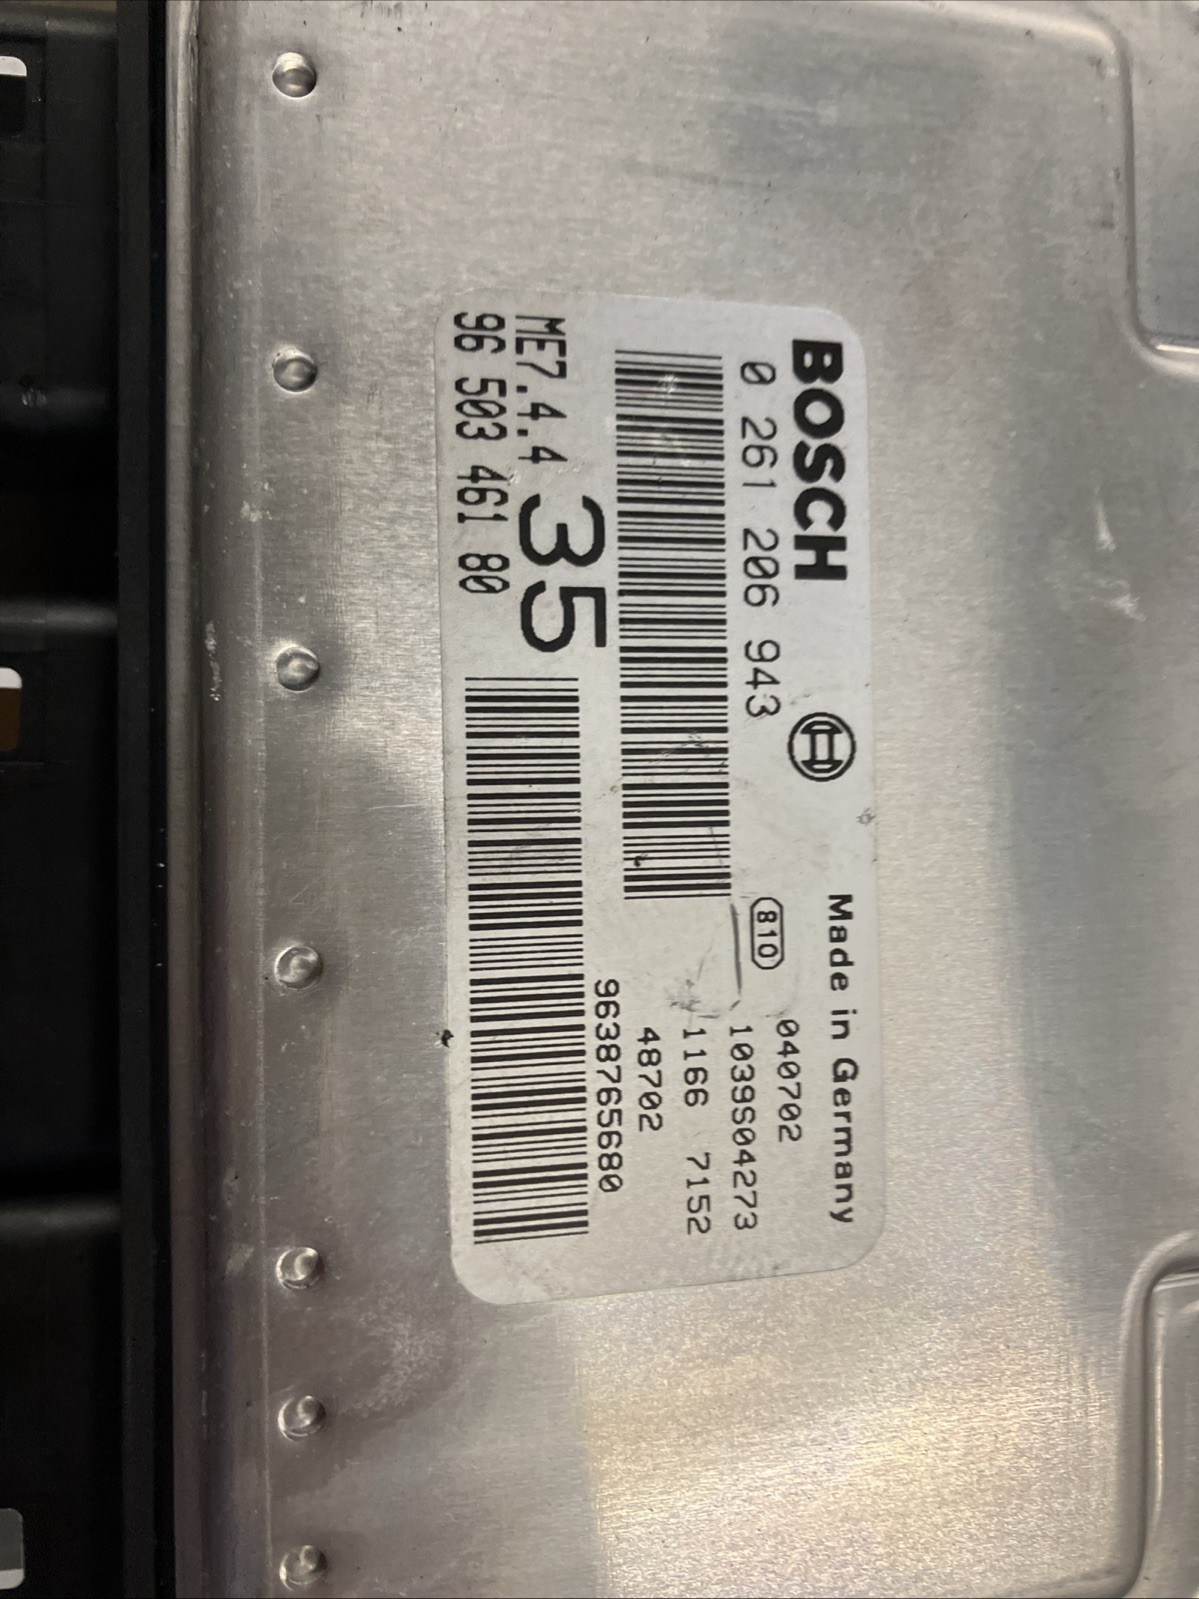 BOSCH
Made in Germany
0 261 206 943
810
040702
1039S04273
1166 7152
48702
ME7.4.4
35
96 503 461 80
9638765680